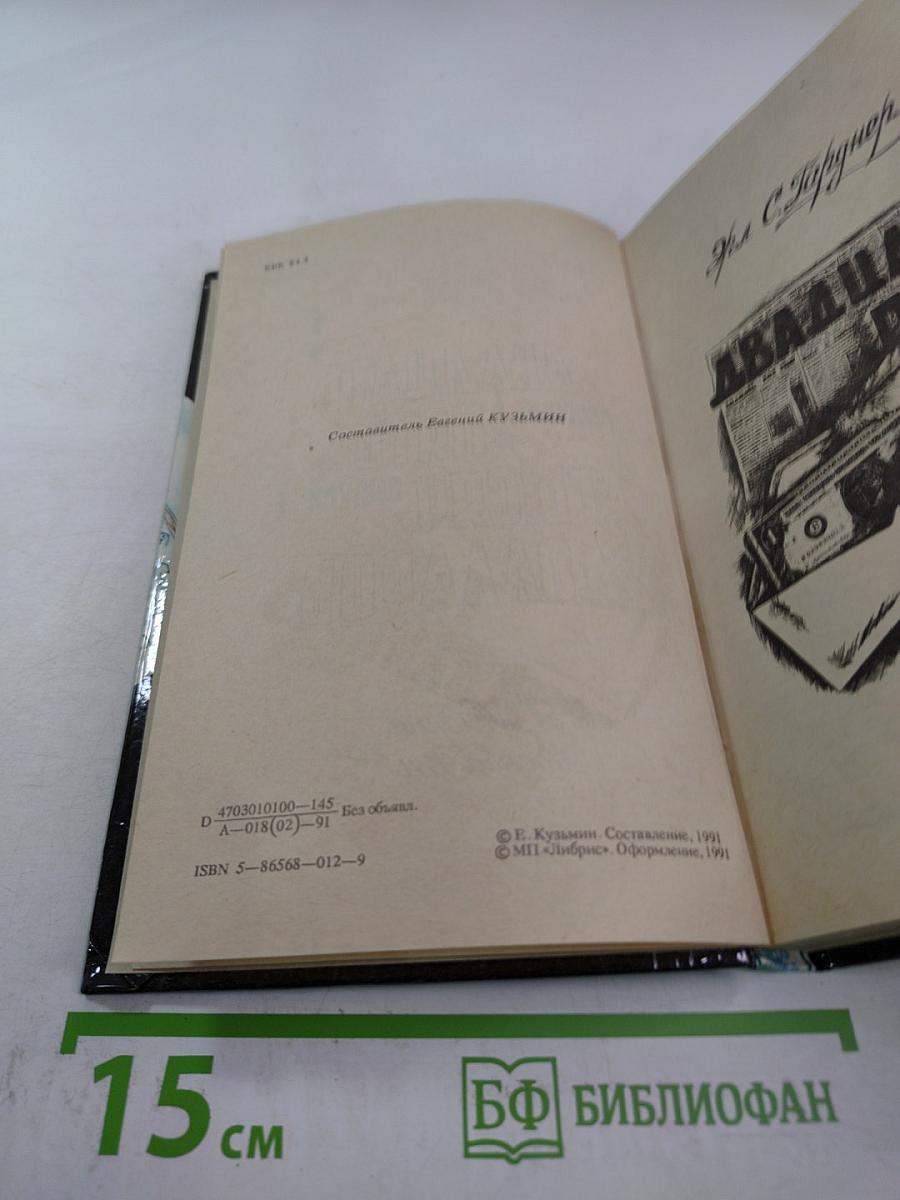 ББК 84.4
Составитель Евгений КУЗЬМИН
D 4703010100—145 Без объявл.
А—018(02)—91
ISBN 5—86568—012—9
© Е. Кузьмин. Составление, 1991
© МП «Либрис». Оформление, 1991
Эрл С. Гарднер
ДВАДЦА
15 см
БФ БИБЛИОФАН